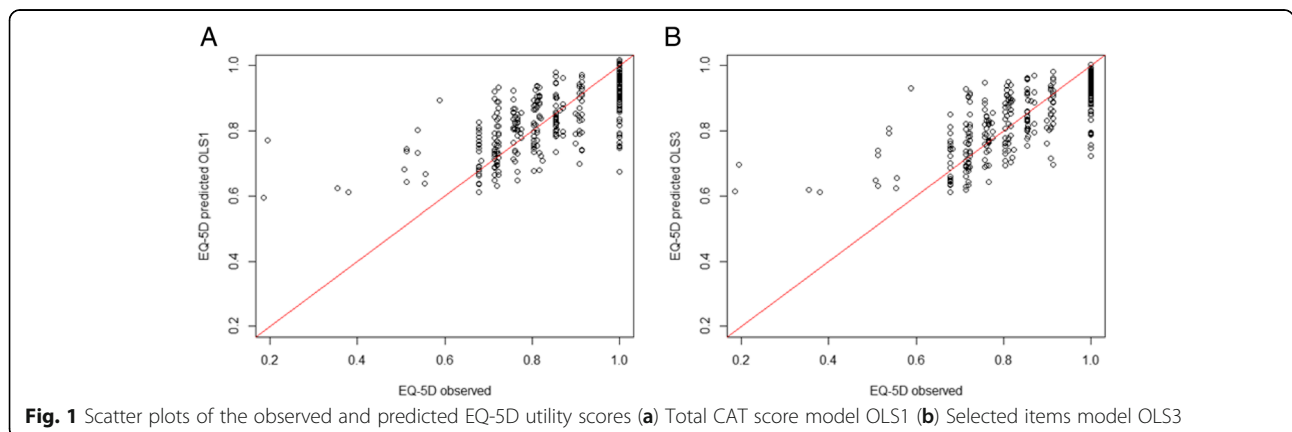 A
B
EQ-5D predicted OLS1
1.0
0.8
0.6
0.4
0.2
0.2 0.4 0.6 0.8 1.0
EQ-5D observed
EQ-5D predicted OLS3
1.0
0.8
0.6
0.4
0.2
0.2 0.4 0.6 0.8 1.0
EQ-5D observed
Fig. 1 Scatter plots of the observed and predicted EQ-5D utility scores (a) Total CAT score model OLS1 (b) Selected items model OLS3